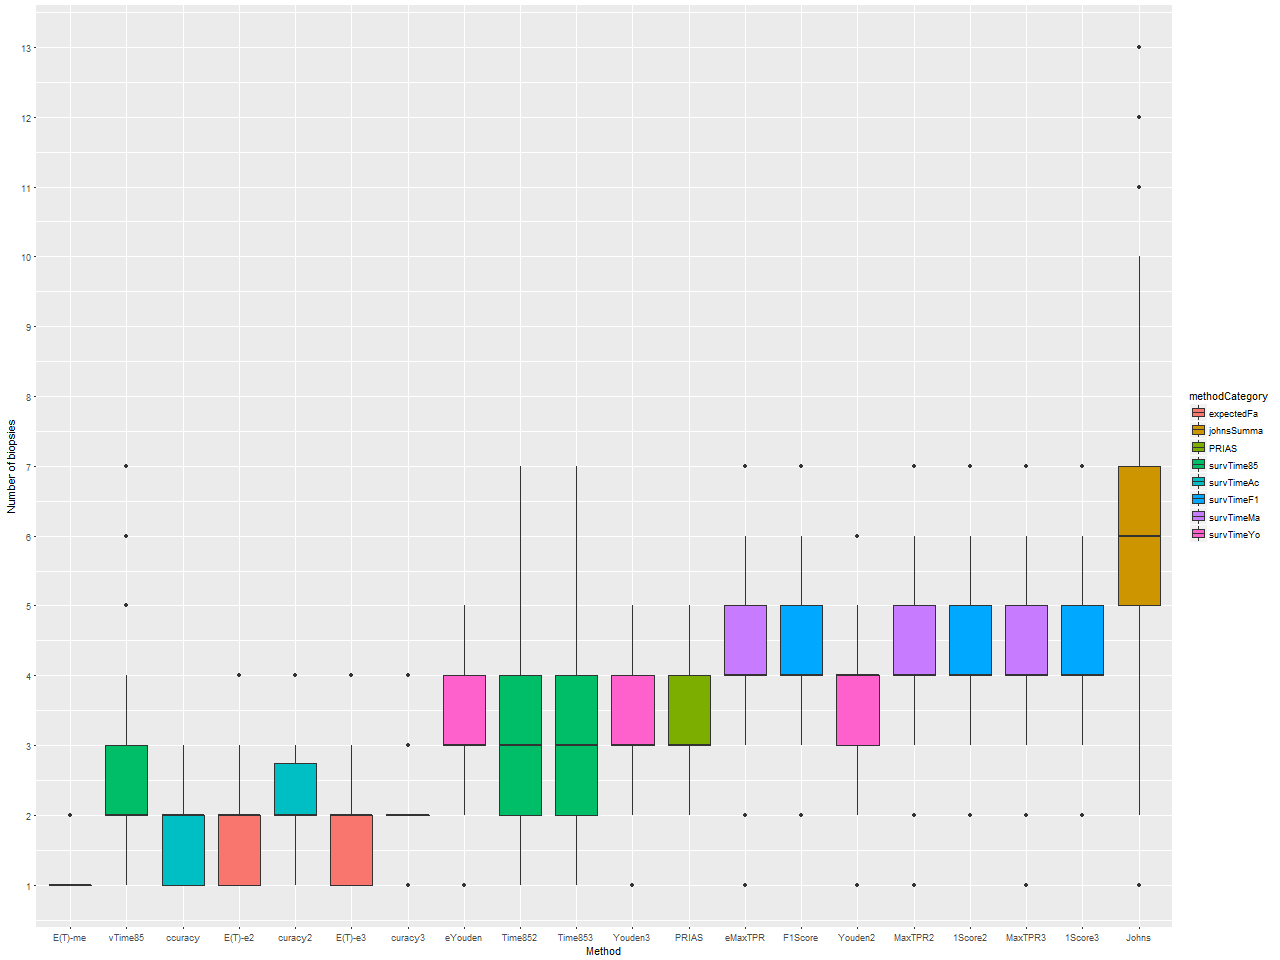 13
12
11
10
9
8
7
6
5
4
3
2
1
Number of biopsies
E(T)-me vTime85 ccuracy E(T)-e2 curacy2 E(T)-e3 curacy3 eYouden Time852 Time853 Youden3 PRIAS eMaxTPR F1Score Youden2 MaxTPR2 1Score2 MaxTPR3 1Score3 Johns
Method
methodCategory
expectedFa
johnsSumma
PRIAS
survTime85
survTimeAc
survTimeF1
survTimeMa
survTimeYo